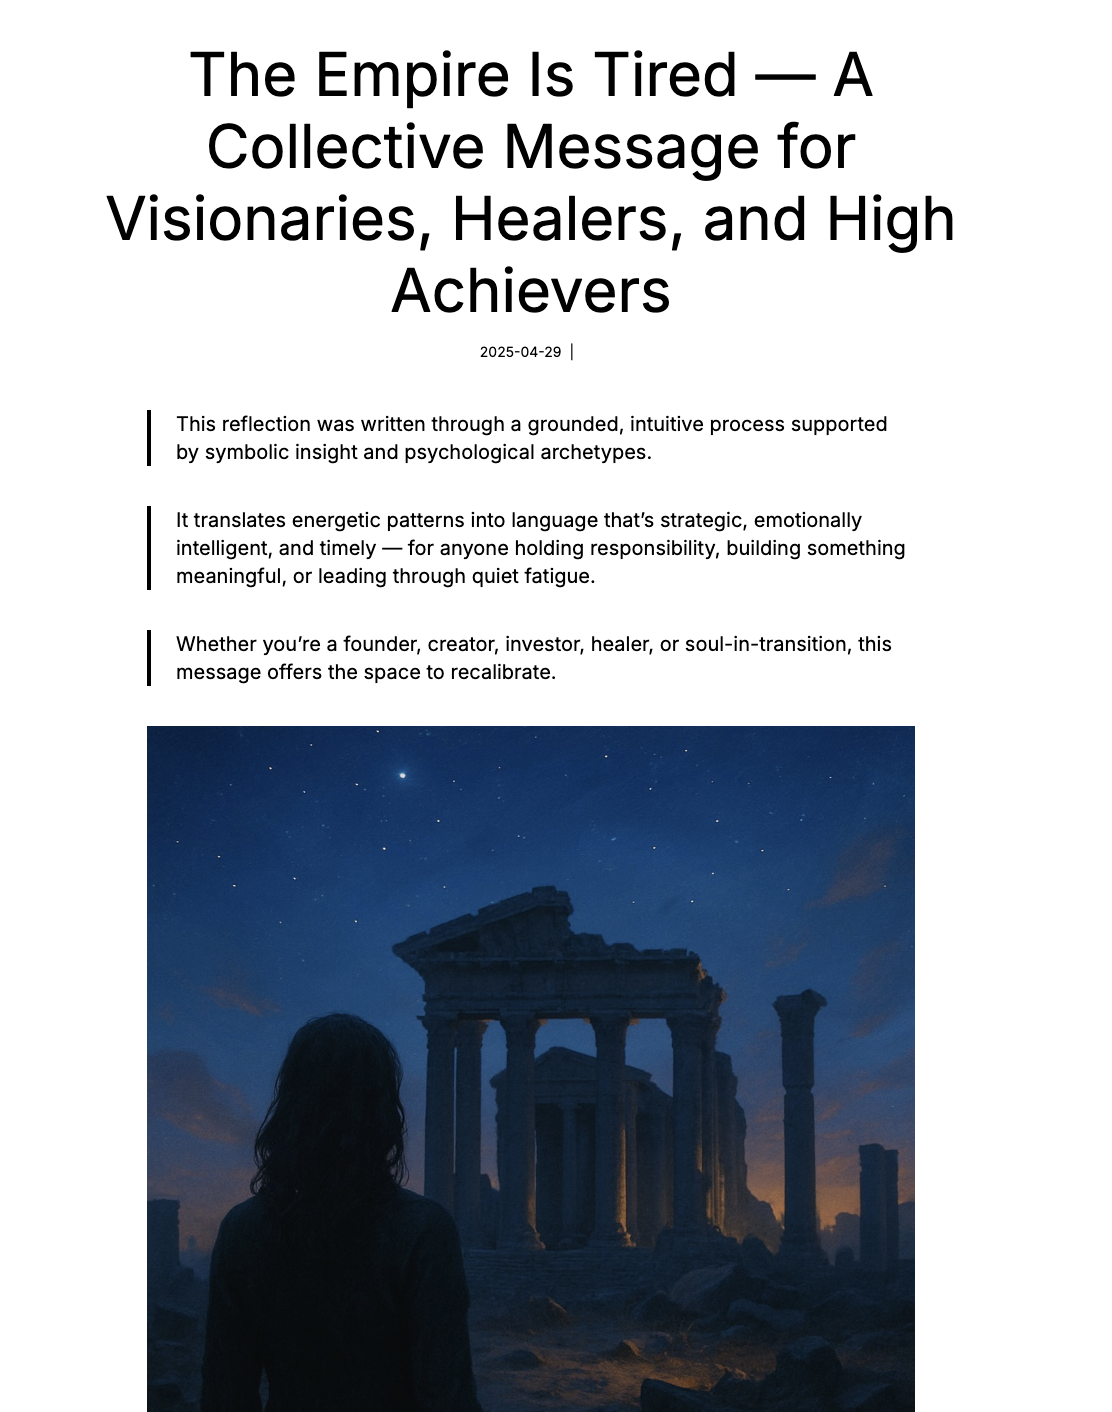 The Empire Is Tired — A
Collective Message for
Visionaries, Healers, and High
Achievers
2025-04-29 |
This reflection was written through a grounded, intuitive process supported
by symbolic insight and psychological archetypes.
It translates energetic patterns into language that’s strategic, emotionally
intelligent, and timely — for anyone holding responsibility, building something
meaningful, or leading through quiet fatigue.
Whether you’re a founder, creator, investor, healer, or soul-in-transition, this
message offers the space to recalibrate.